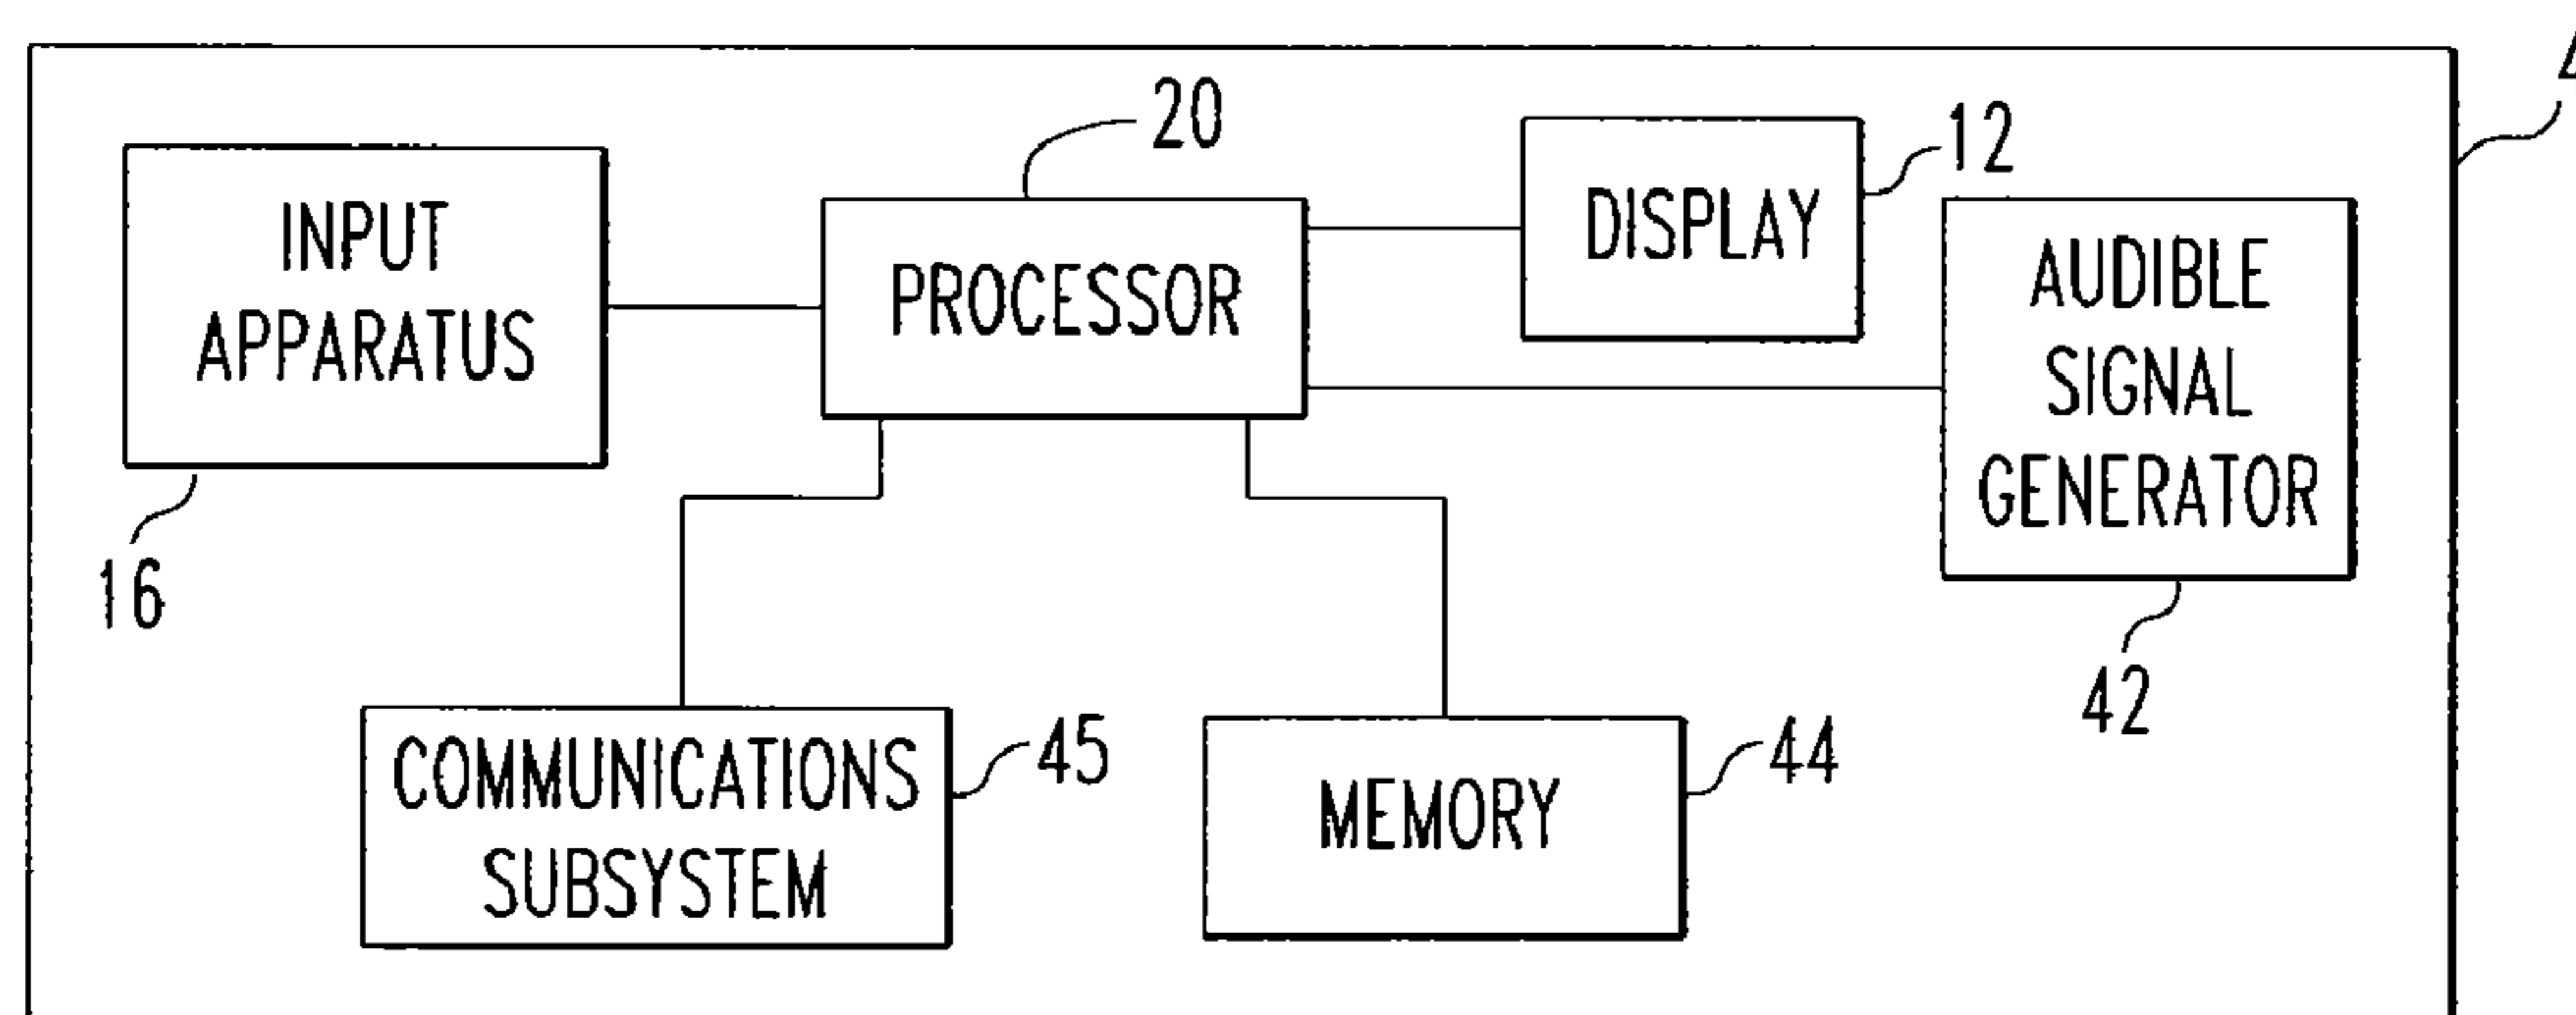 20
12
INPUT
APPARATUS
PROCESSOR
DISPLAY
AUDIBLE
SIGNAL
GENERATOR
16
42
COMMUNICATIONS
SUBSYSTEM
45
MEMORY
44